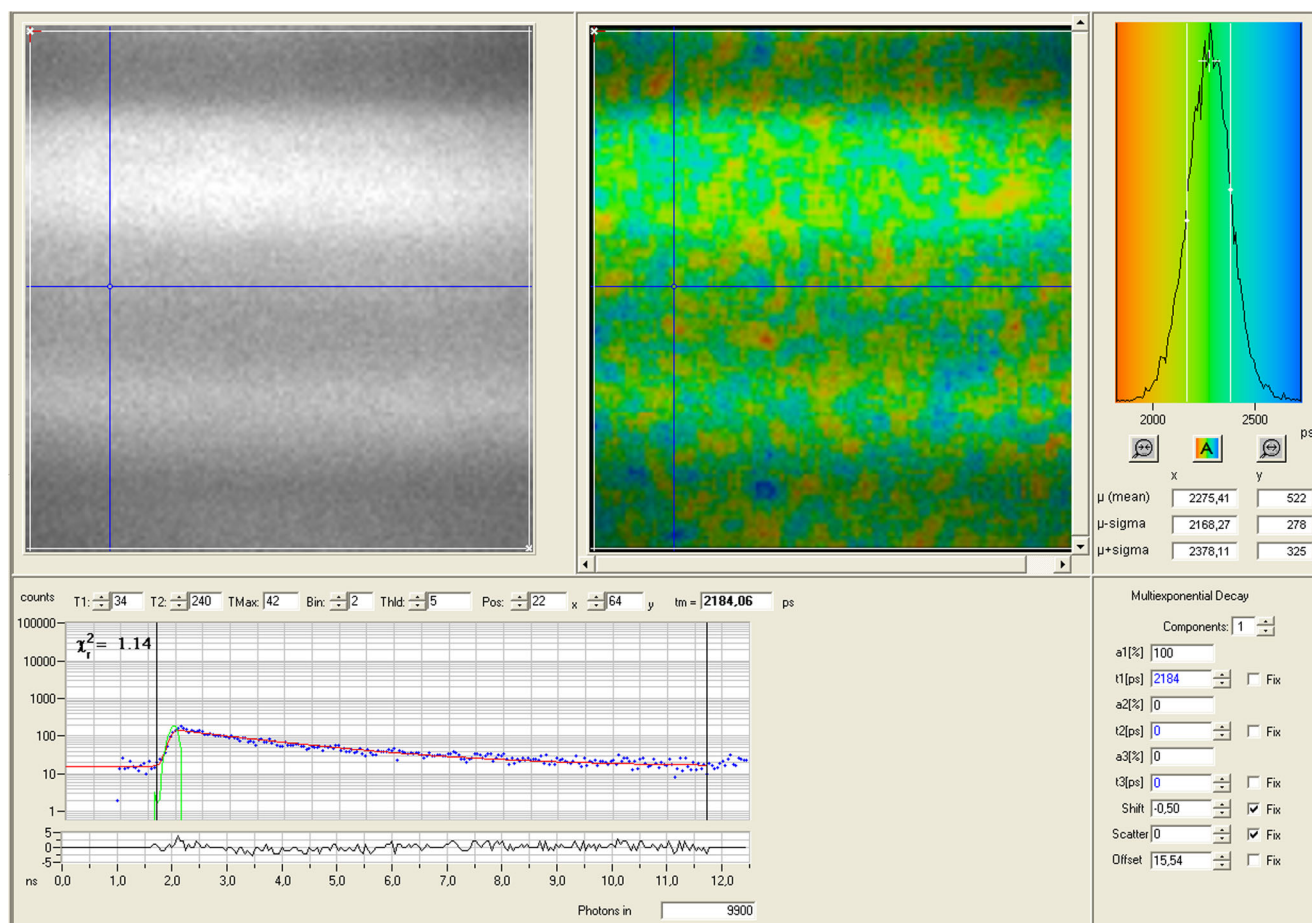 2000 2500
ps
A
x y
µ (mean) 2275,41 522
µ-sigma 2168,27 278
µ+sigma 2378,11 325
counts T1: 34 T2: 240 TMax: 42 Bin: 2 Thld: 5 Pos: 22 x 64 y tm = 2184,06 ps
χr2= 1.14
100000
10000
1000
100
10
1
5
0
-5
ns 0,0 1,0 2,0 3,0 4,0 5,0 6,0 7,0 8,0 9,0 10,0 11,0 12,0
Photons in 9900
Multiexponential Decay
Components: 1
a1[%] 100
t1[ps] 2184 Fix
a2[%] 0
t2[ps] 0 Fix
a3[%] 0
t3[ps] 0 Fix
Shift -0,50 Fix
Scatter 0 Fix
Offset 15,54 Fix